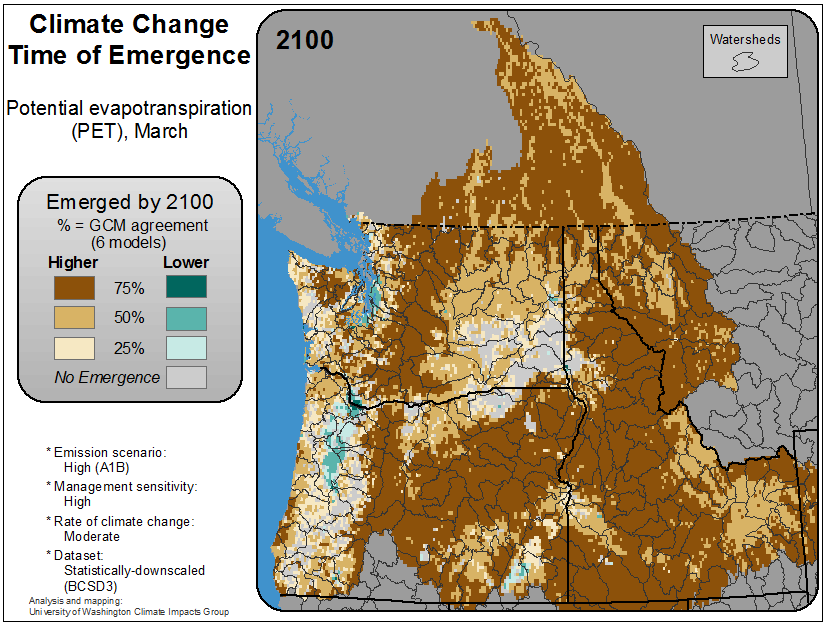 Climate Change
Time of Emergence
Potential evapotranspiration
(PET), March
Emerged by 2100
% = GCM agreement
(6 models)
Higher Lower
75%
50%
25%
No Emergence
* Emission scenario:
High (A1B)
* Management sensitivity:
High
* Rate of climate change:
Moderate
* Dataset:
Statistically-downscaled
(BCSD3)
Analysis and mapping:
University of Washington Climate Impacts Group
2100
Watersheds